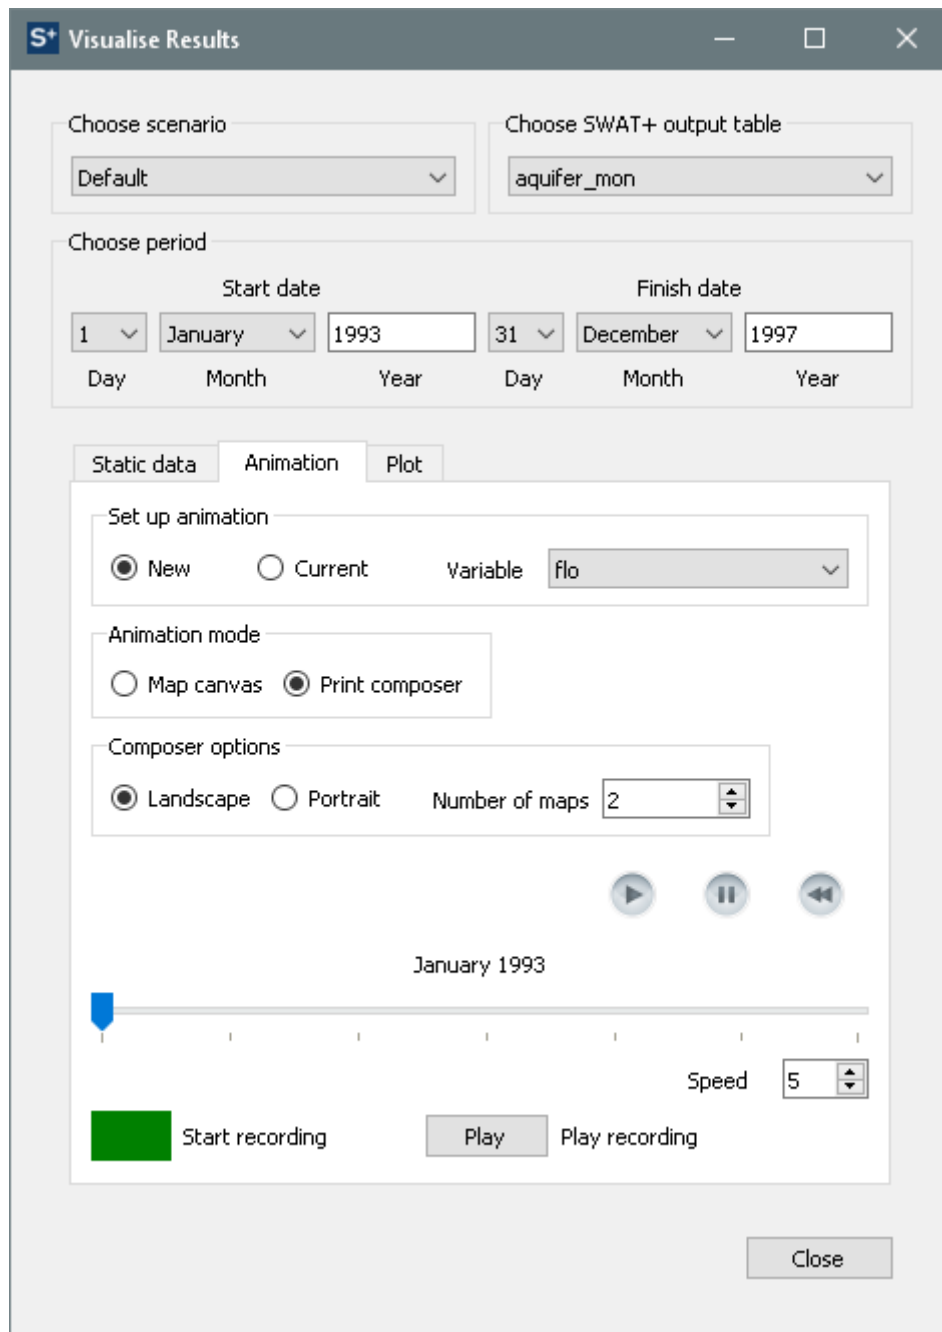 S+ Visualise Results
Choose scenario
Choose SWAT+ output table
Default
aquifer_mon
Choose period
Start date
Finish date
1 January 1993 31 December 1997
Day Month Year Day Month Year
Static data Animation Plot
Set up animation
New Current Variable flo
Animation mode
Map canvas Print composer
Composer options
Landscape Portrait Number of maps 2
January 1993
Speed 5
Start recording Play Play recording
Close